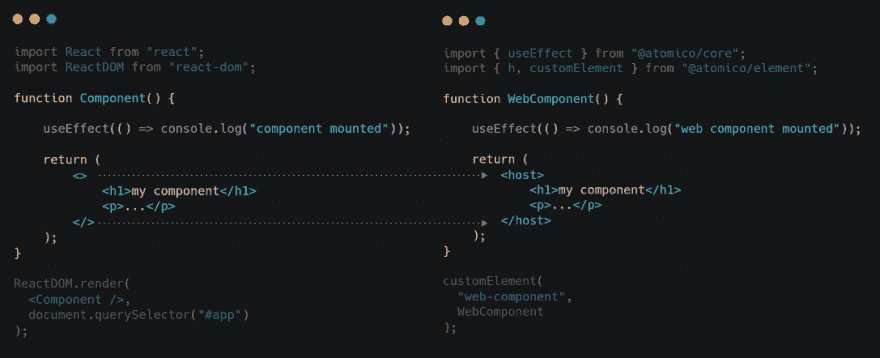 import React from "react";
import ReactDOM from "react-dom";
function Component() {
useEffect(() => console.log("component mounted"));
return (
<>
<h1>my component</h1>
<p>...</p>
</>
);
}
ReactDOM.render(
<Component />,
document.querySelector("#app")
);
import { useEffect } from "@atomico/core";
import { h, customElement } from "@atomico/element";
function WebComponent() {
useEffect(() => console.log("web component mounted"));
return (
<host>
<h1>my component</h1>
<p>...</p>
</host>
);
}
customElement(
"web-component",
WebComponent
);